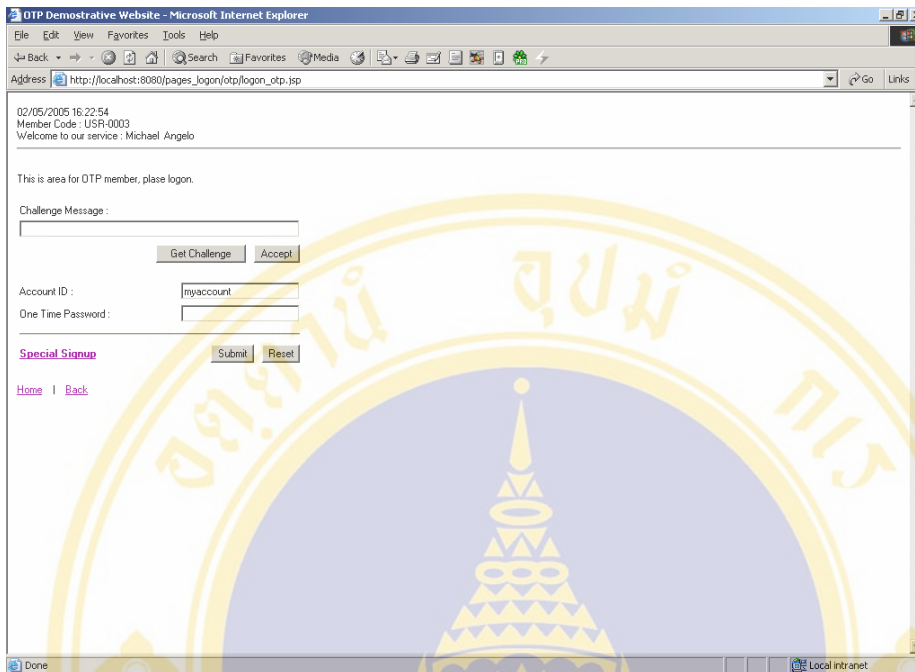 OTP Demostrative Website - Microsoft Internet Explorer
File Edit View Favorites Tools Help
Back Search Favorites Media
Address http://localhost:8080/pages_logon/otp/logon_otp.jsp Go Links
02/05/2005 16:22:54
Member Code : USR-0003
Welcome to our service : Michael Angelo
This is area for OTP member, plase logon.
Challenge Message :
Get Challenge Accept
Account ID : myaccount
One Time Password :
Special Signup Submit Reset
Home | Back
Done Local intranet